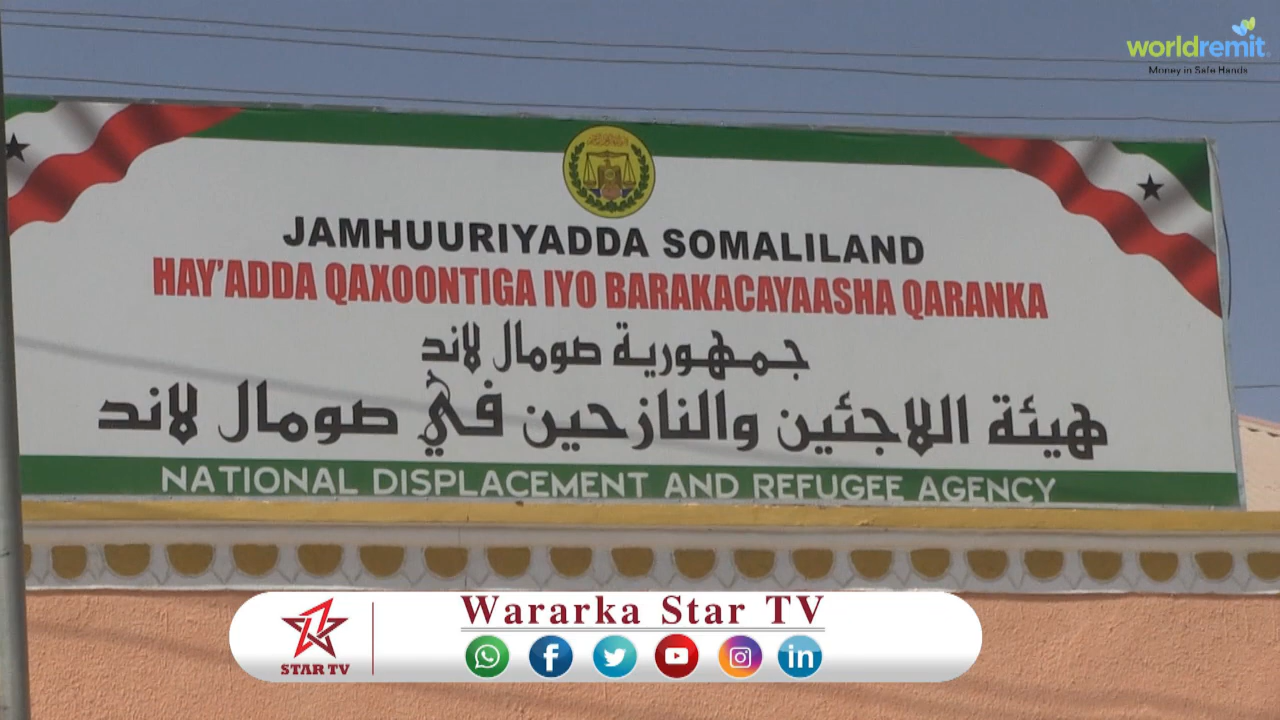 worldremit
Money in Safe Hands
JAMHUURIYADDA SOMALILAND
HAY'ADDA QAXOONTIGA IYO BARAKACAYAASHA QARANKA
جمهورية صومال لاند
هيئة اللاجئين والنازحين في صومال لاند
NATIONAL DISPLACEMENT AND REFUGEE AGENCY
Wararka Star TV
STAR TV